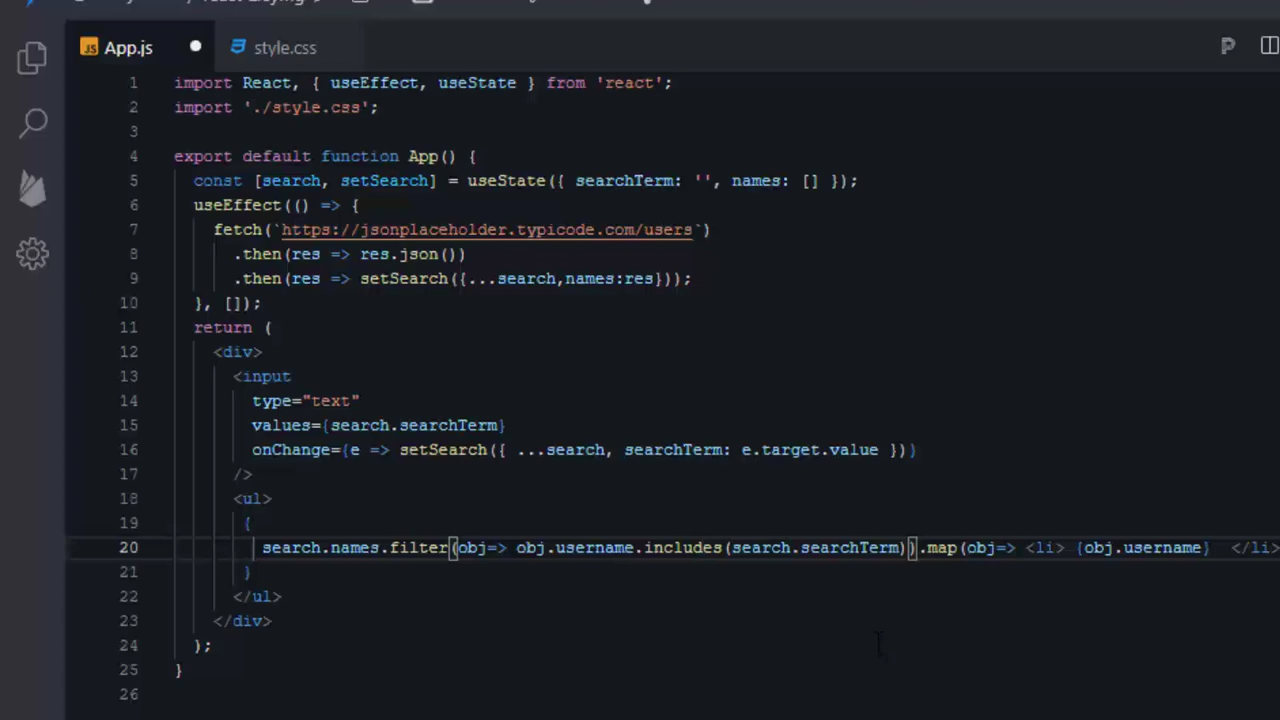 App.js
style.css
1 import React, { useEffect, useState } from 'react';
2 import './style.css';
3
4 export default function App() {
5 const [search, setSearch] = useState({ searchTerm: '', names: [] });
6 useEffect(() => {
7 fetch(`https://jsonplaceholder.typicode.com/users`)
8 .then(res => res.json())
9 .then(res => setSearch({...search,names:res}));
10 }, []);
11 return (
12 <div>
13 <input
14 type="text"
15 values={search.searchTerm}
16 onChange={e => setSearch({ ...search, searchTerm: e.target.value })}
17 />
18 <ul>
19 {
20 search.names.filter(obj=> obj.username.includes(search.searchTerm)).map(obj=> <li> {obj.username} </li>
21 }
22 </ul>
23 </div>
24 );
25 }
26